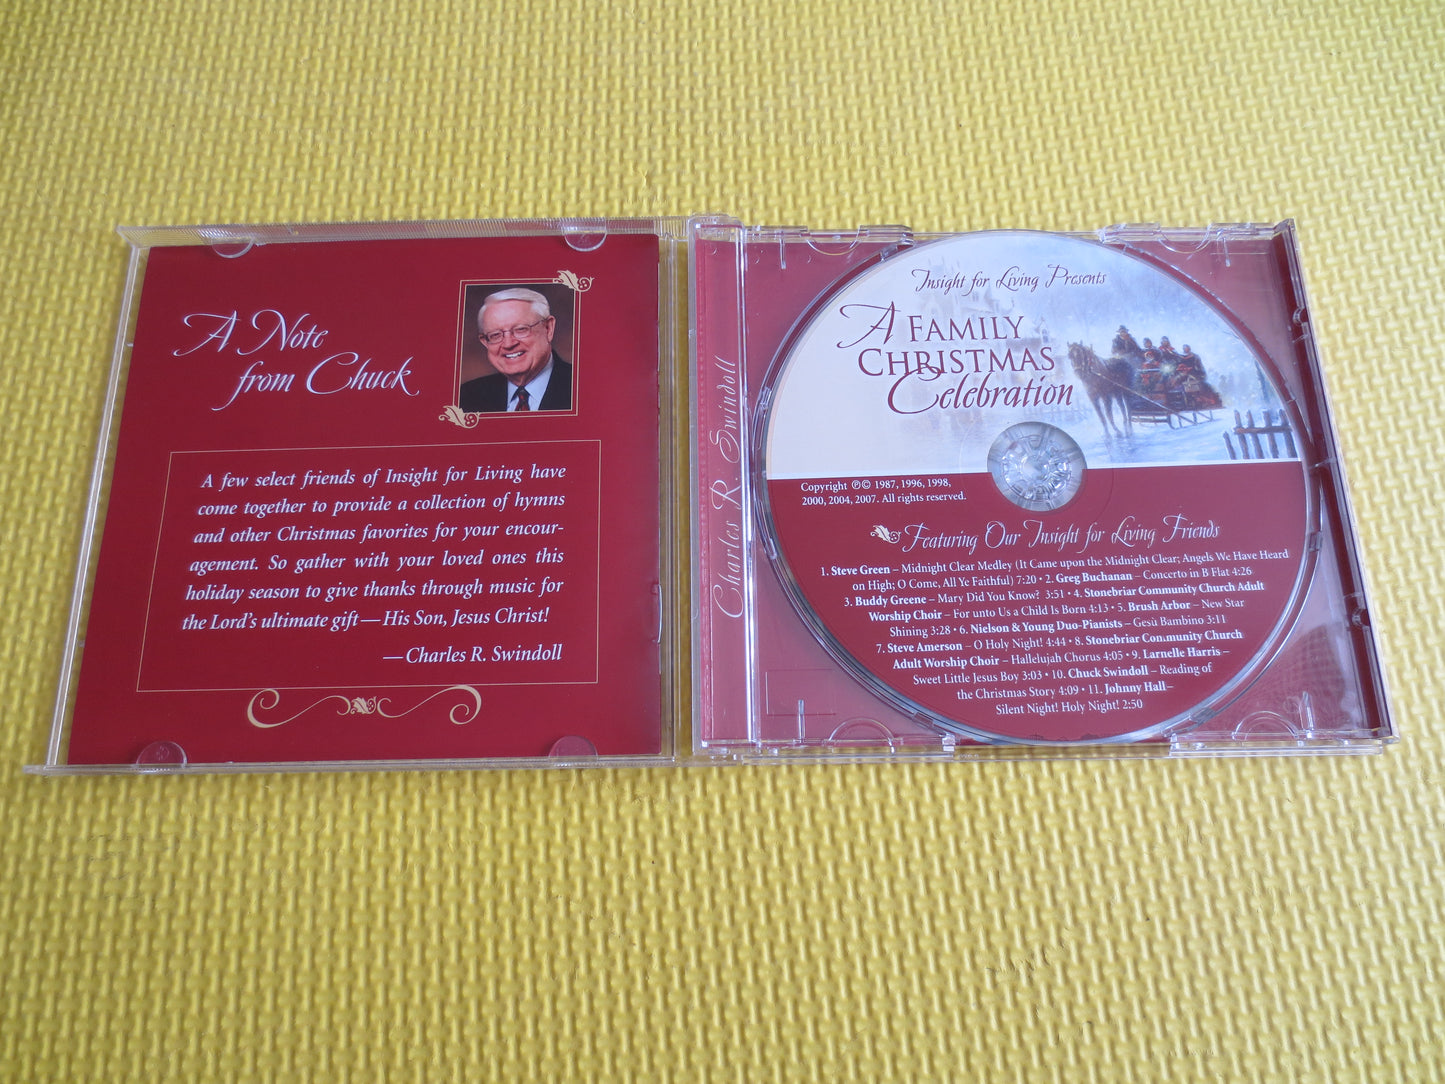 A Note
from Chuck
A few select friends of Insight for Living have
come together to provide a collection of hymns
and other Christmas favorites for your encour-
agement. So gather with your loved ones this
holiday season to give thanks through music for
the Lord's ultimate gift—His Son, Jesus Christ!
—Charles R. Swindoll
Charles R. Swindoll
Insight for Living Presents
A FAMILY
CHRISTMAS
Celebration
Copyright ℗© 1987, 1996, 1998,
2000, 2004, 2007. All rights reserved.
Featuring Our Insight for Living Friends
1. Steve Green – Midnight Clear Medley (It Came upon the Midnight Clear; Angels We Have Heard
on High; O Come, All Ye Faithful) 7:20 • 2. Greg Buchanan – Concerto in B Flat 4:26
3. Buddy Greene – Mary Did You Know? 3:51 • 4. Stonebriar Community Church Adult
Worship Choir – For unto Us a Child Is Born 4:13 • 5. Brush Arbor – New Star
Shining 3:28 • 6. Nielson & Young Duo-Pianists – Gesù Bambino 3:11
7. Steve Amerson – O Holy Night! 4:44 • 8. Stonebriar Community Church
Adult Worship Choir – Hallelujah Chorus 4:05 • 9. Larnelle Harris –
Sweet Little Jesus Boy 3:03 • 10. Chuck Swindoll – Reading of
the Christmas Story 4:09 • 11. Johnny Hall–
Silent Night! Holy Night! 2:50